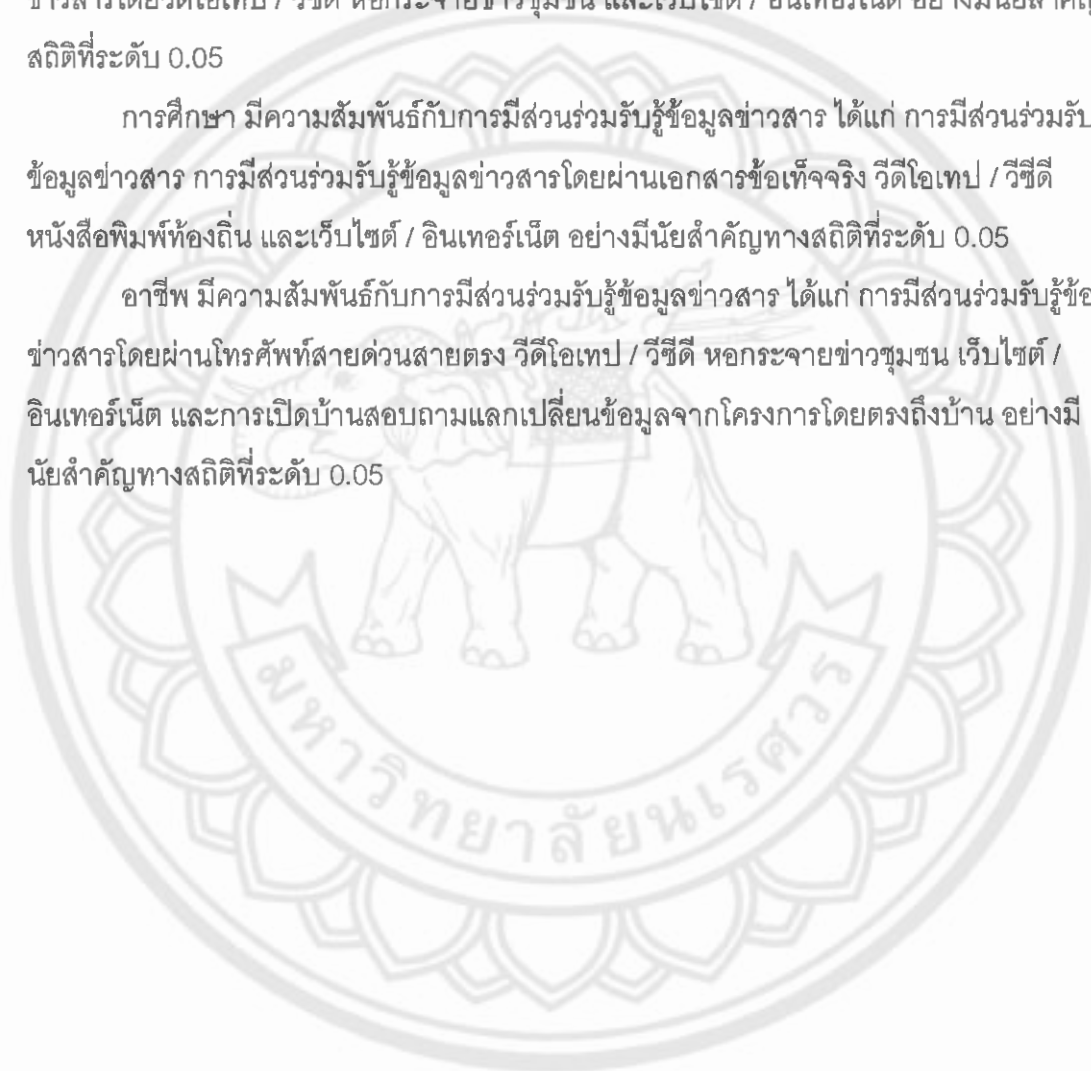 ข่าวสารโดยวีดีโอเทป / วีซีดี หอกระจายข่าวชุมชน และเว็บไซต์ / อินเทอร์เน็ต อย่างมีนัยสำคัญ
สถิติที่ระดับ 0.05
การศึกษา มีความสัมพันธ์กับการมีส่วนร่วมรับรู้ข้อมูลข่าวสาร ได้แก่ การมีส่วนร่วมรับ
ข้อมูลข่าวสาร การมีส่วนร่วมรับรู้ข้อมูลข่าวสารโดยผ่านเอกสารข้อเท็จจริง วีดีโอเทป / วีซีดี
หนังสือพิมพ์ท้องถิ่น และเว็บไซต์ / อินเทอร์เน็ต อย่างมีนัยสำคัญทางสถิติที่ระดับ 0.05
อาชีพ มีความสัมพันธ์กับการมีส่วนร่วมรับรู้ข้อมูลข่าวสาร ได้แก่ การมีส่วนร่วมรับรู้ข้อ
ข่าวสารโดยผ่านโทรศัพท์สายด่วนสายตรง วีดีโอเทป / วีซีดี หอกระจายข่าวชุมชน เว็บไซต์ /
อินเทอร์เน็ต และการเปิดบ้านสอบถามแลกเปลี่ยนข้อมูลจากโครงการโดยตรงถึงบ้าน อย่างมี
นัยสำคัญทางสถิติที่ระดับ 0.05
มหาวิทยาลัยนเรศวร